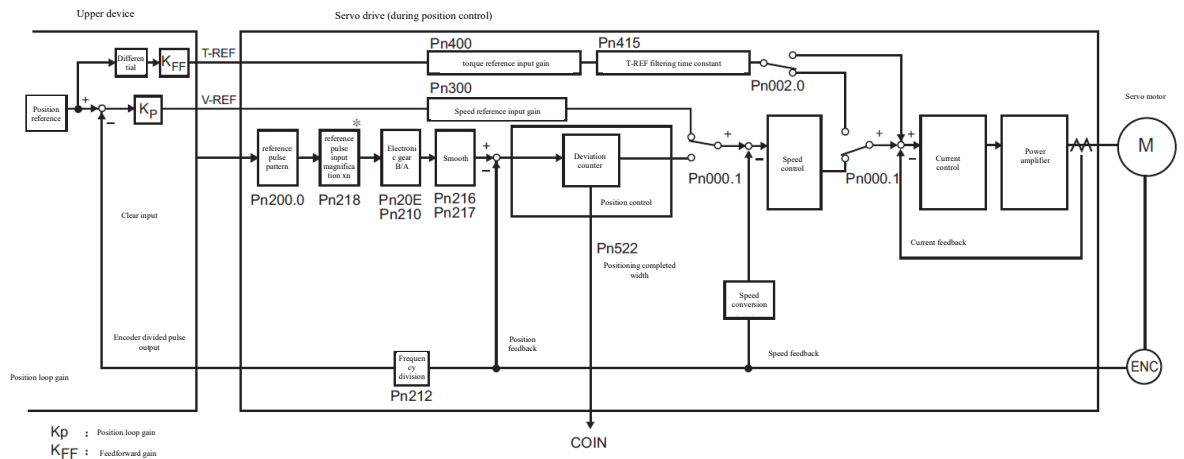 Upper device
Servo drive (during position control)
Pn400
Pn415
T-REF
Differen
tial
KFF
torque reference input gain
T-REF filtering time constant
Pn002.0
Pn300
Servo motor
V-REF
Position
reference
+
−
KP
Speed reference input gain
*
reference
pulse
pattern
reference
pulse
input
magnifica
tion xn
Electroni
c gear
B/A
Smooth
+
−
Deviation
counter
+
−
Speed
control
+
+
−
Current
control
Power
amplifier
M
Pn000.1
Pn000.1
Pn200.0
Pn218
Pn20E
Pn210
Pn216
Pn217
Position control
Clear input
Pn522
Current feedback
Positioning completed
width
Speed
conversion
Encoder divided pulse
output
Position
feedback
Speed feedback
Frequen
cy
division
ENC
Position loop gain
Pn212
Kp : Position loop gain
KFF : Feedforward gain
COIN